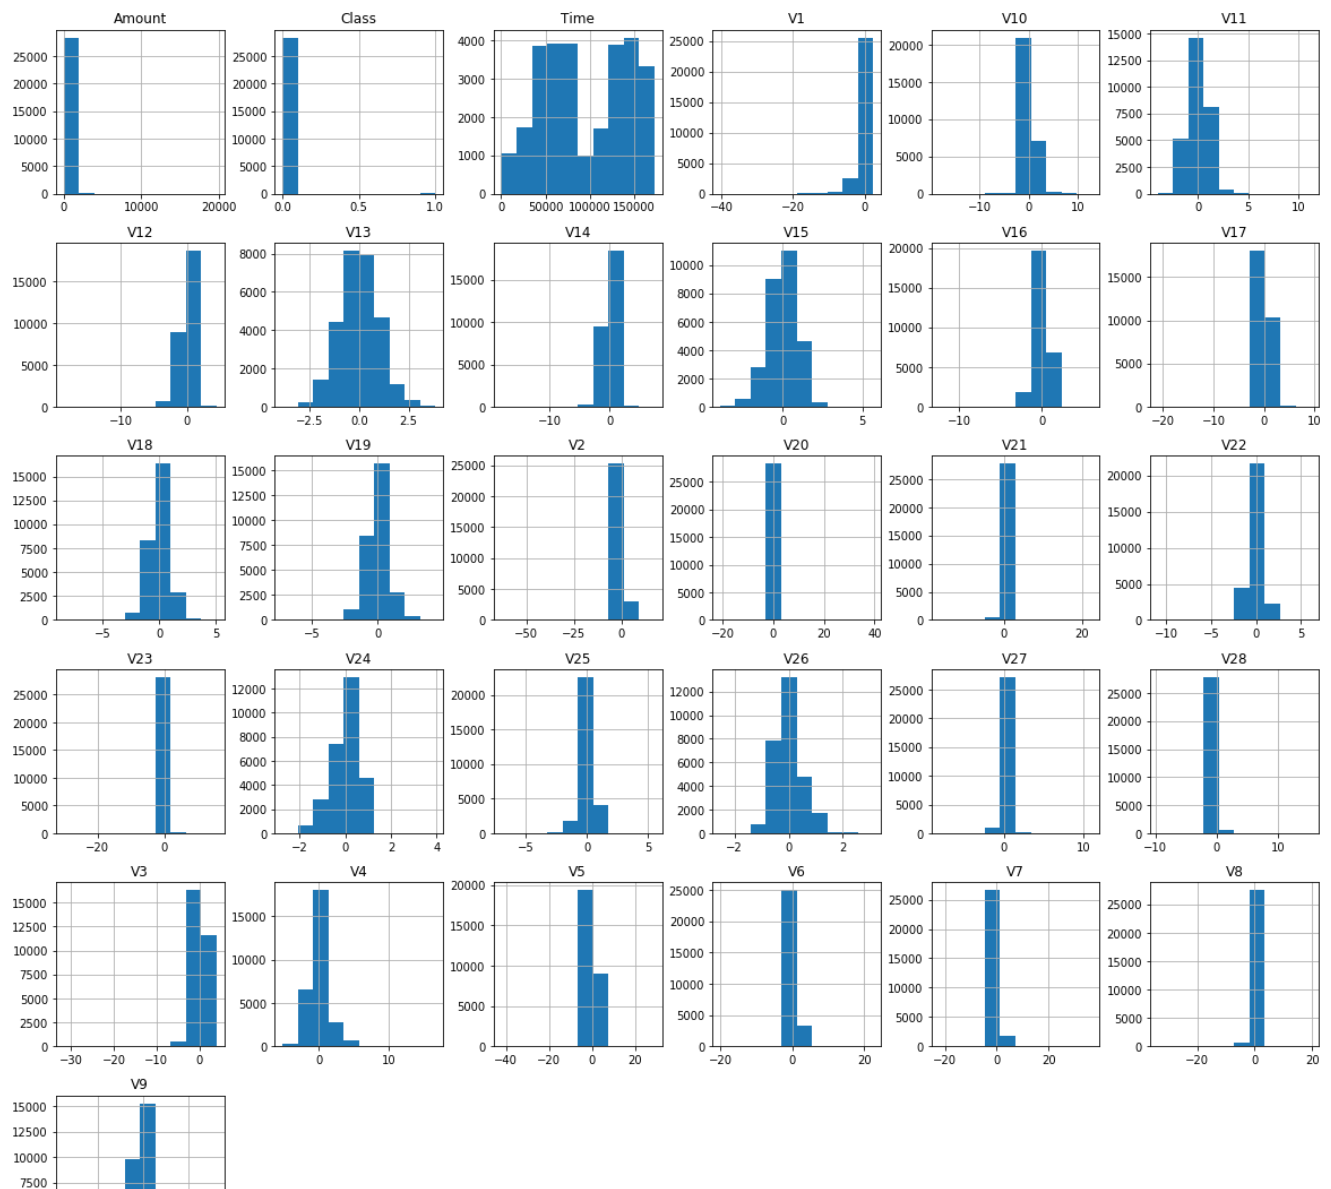 Amount Class Time V1 V10 V11
25000 25000 4000 25000 20000 15000
20000 20000 3000 20000 15000 12500
15000 15000 2000 15000 10000 10000
10000 10000 1000 10000 5000 7500
5000 5000 0 5000 0 5000
0 0 0 2500
0
0 10000 20000 0.0 0.5 1.0 0 50000 100000 150000 −40 −20 0 −10 0 10 0 5 10
V12 V13 V14 V15 V16 V17
15000 8000 15000 10000 20000 15000
10000 6000 10000 8000 15000 10000
5000 4000 5000 6000 10000 5000
0 2000 0 4000 5000 0
0 2000 0
0
−10 0 −2.5 0.0 2.5 −10 0 0 5 −10 0 −20 −10 0 10
V18 V19 V2 V20 V21 V22
15000 15000 25000 25000 25000 20000
12500 12500 20000 20000 20000 15000
10000 10000 15000 15000 15000 10000
7500 7500 10000 10000 10000 5000
5000 5000 5000 5000 5000 0
2500 2500 0 0 0
0 0
−5 0 5 −5 0 −50 −25 0 −20 0 20 40 0 20 −10 −5 0 5
V23 V24 V25 V26 V27 V28
25000 12000 20000 12000 25000 25000
20000 10000 15000 10000 20000 20000
15000 8000 10000 8000 15000 15000
10000 6000 5000 6000 10000 10000
5000 4000 0 4000 5000 5000
0 2000 2000 0 0
0 0
−20 0 −2 0 2 4 −5 0 5 −2 0 2 0 10 −10 0 10
V3 V4 V5 V6 V7 V8
15000 15000 20000 25000 25000 25000
12500 10000 15000 20000 20000 20000
10000 5000 10000 15000 15000 15000
7500 0 5000 10000 10000 10000
5000 0 5000 5000 5000
2500 0 0 0
0
−30 −20 −10 0 0 10 −40 −20 0 20 −20 0 20 −20 0 20 −20 0 20
V9
15000
12500
10000
7500